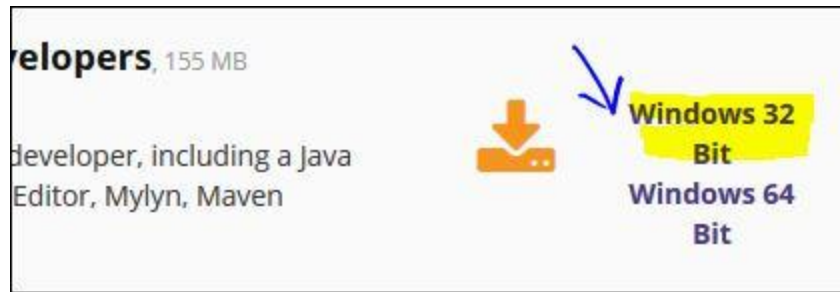 velopers, 155 MB
developer, including a Java
Editor, Mylyn, Maven
Windows 32
Bit
Windows 64
Bit